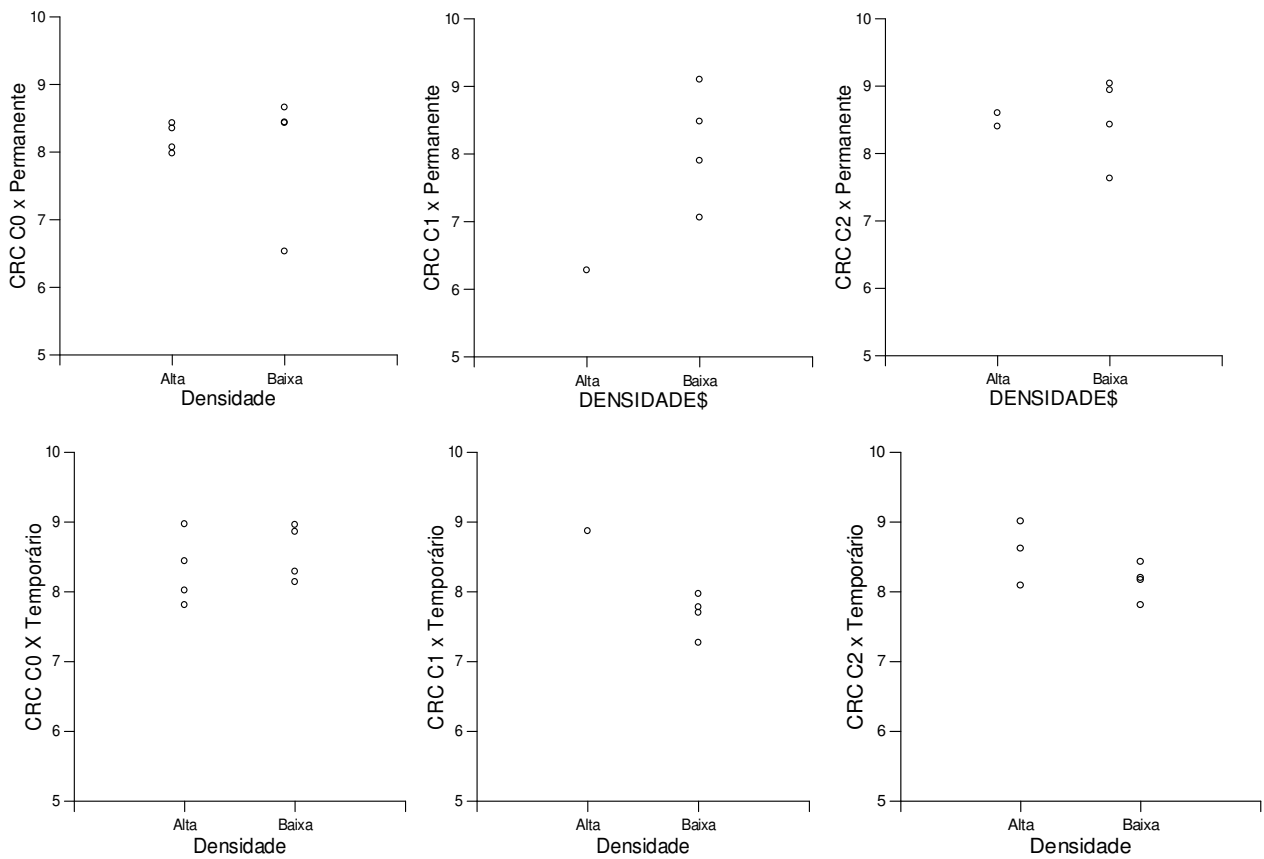 CRC C0 x Permanente
10
9
8
7
6
5
Alta Baixa
Densidade
CRC C1 x Permanente
10
9
8
7
6
5
Alta Baixa
DENSIDADE$
CRC C2 x Permanente
10
9
8
7
6
5
Alta Baixa
DENSIDADE$
CRC C0 X Temporário
10
9
8
7
6
5
Alta Baixa
Densidade
CRC C1 x Temporário
10
9
8
7
6
5
Alta Baixa
Densidade
CRC C2 x Temporário
10
9
8
7
6
5
Alta Baixa
Densidade